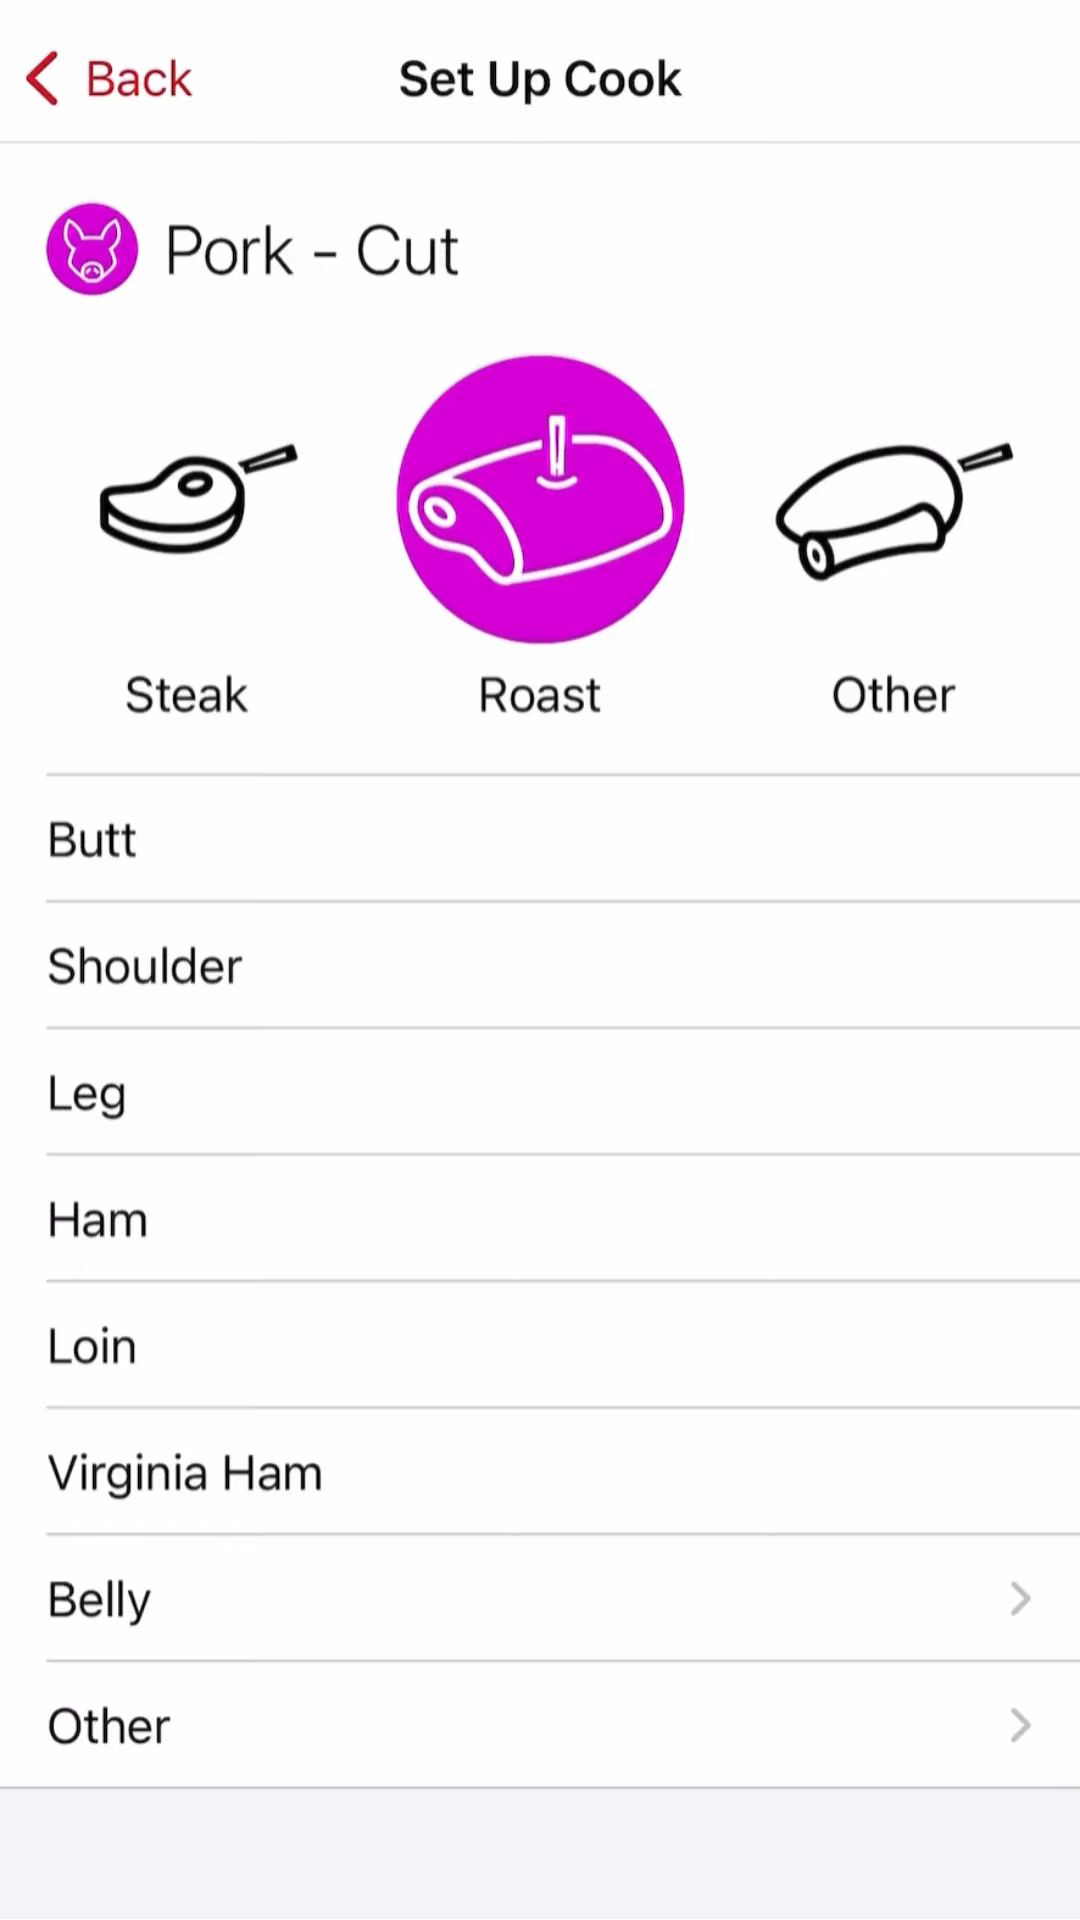 Back
Set Up Cook
Pork - Cut
Steak
Roast
Other
Butt
Shoulder
Leg
Ham
Loin
Virginia Ham
Belly
Other